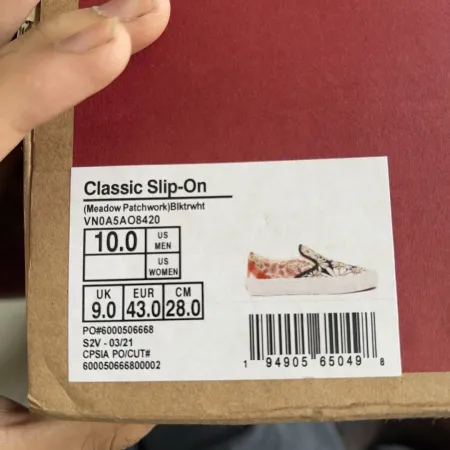 Classic Slip-On
(Meadow Patchwork)Blktrwht
VN0A5AO8420
10.0 US MEN
US WOMEN
UK EUR CM
9.0 43.0 28.0
PO#6000506668
S2V - 03/21
CPSIA PO/CUT#
600050666800002
1 94905 65049 8